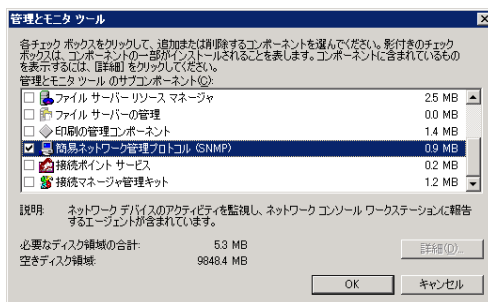 管理とモニタ ツール
各チェック ボックスをクリックして、追加または削除するコンポーネントを選んでください。影付きのチェック
ボックスは、コンポーネントの一部がインストールされることを表します。コンポーネントに含まれているもの
を表示するには、[詳細] をクリックしてください。
管理とモニタ ツール のサブコンポーネント(C):
ファイル サーバー リソース マネージャ 2.5 MB
ファイル サーバーの管理 0.0 MB
印刷の管理コンポーネント 1.4 MB
簡易ネットワーク管理プロトコル (SNMP) 0.9 MB
接続ポイント サービス 0.2 MB
接続マネージャ管理キット 1.2 MB
説明: ネットワーク デバイスのアクティビティを監視し、ネットワーク コンソール ワークステーションに報告
するエージェントが含まれています。
必要なディスク領域の合計: 5.3 MB
空きディスク領域: 9848.4 MB
詳細(D)...
OK
キャンセル